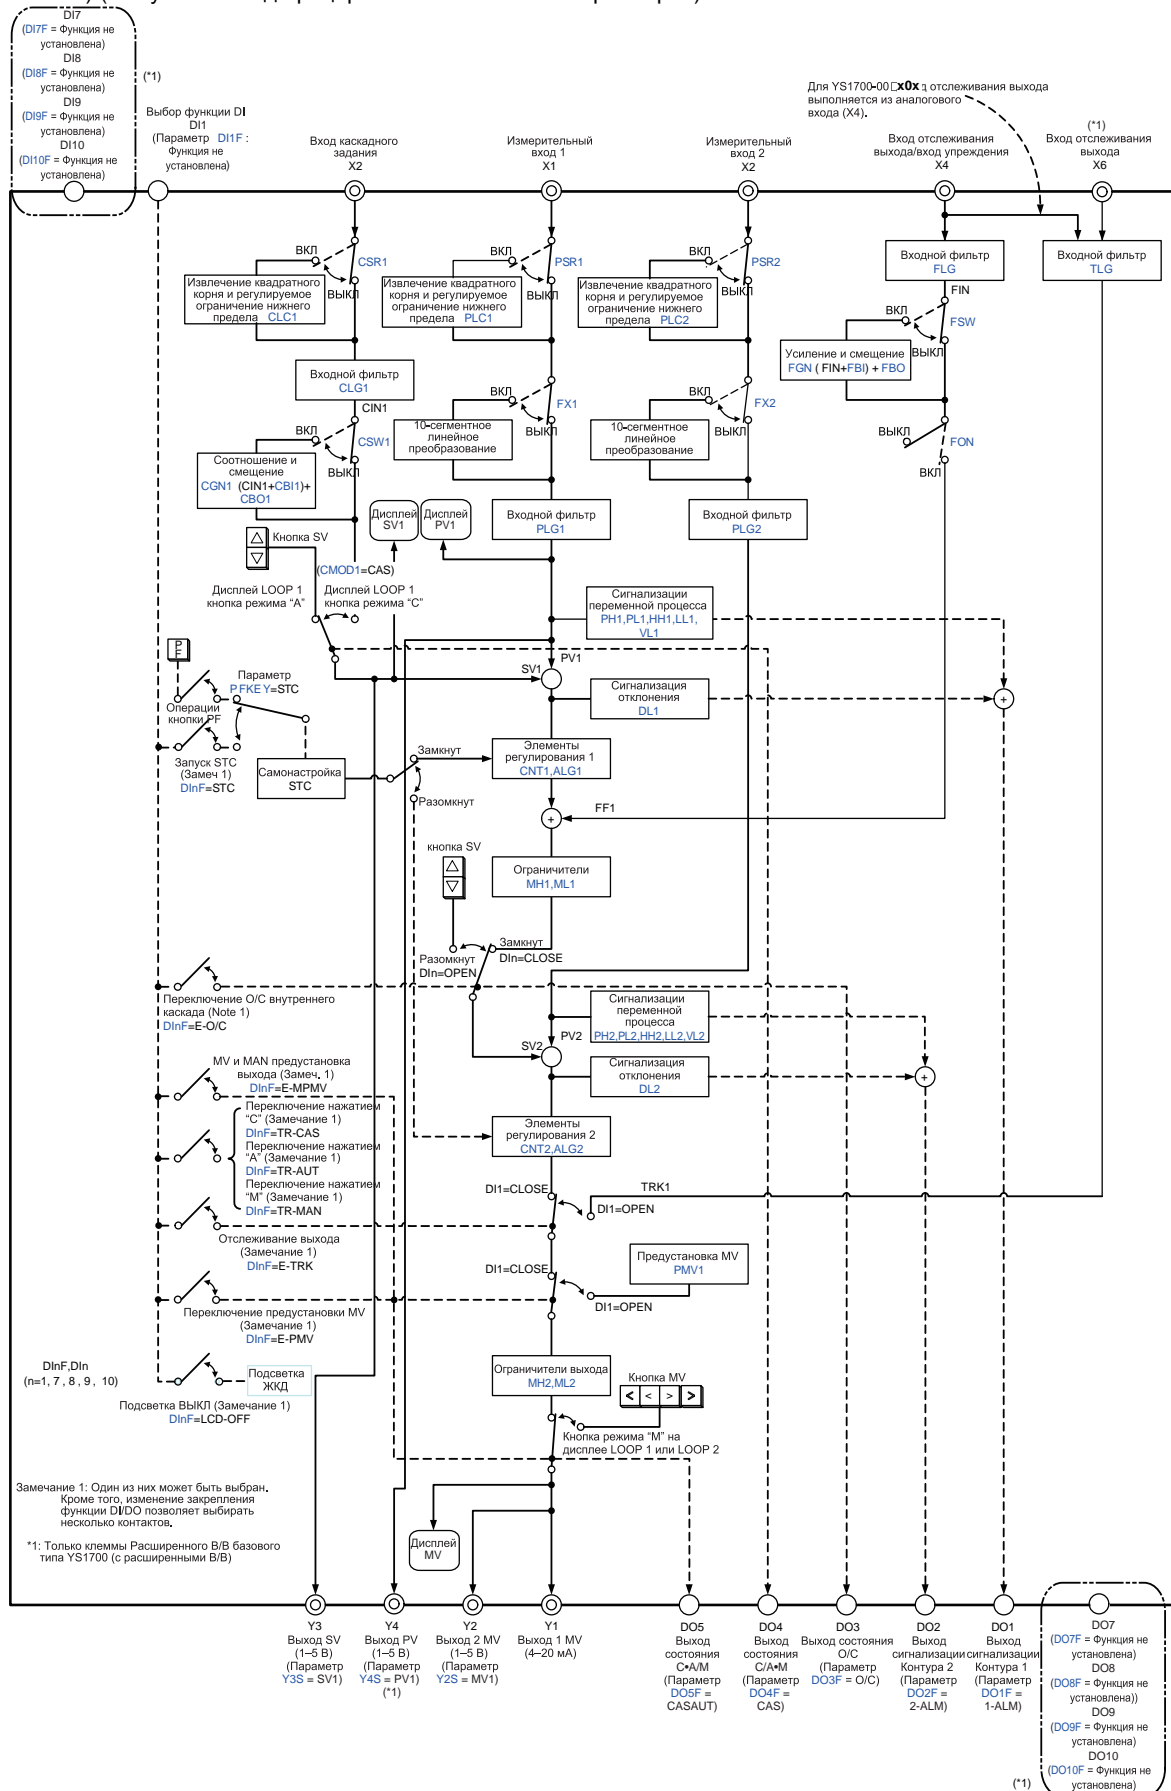 DI7
(DI7F = Функция не
установлена)
DI8
(DI8F = Функция не
установлена)
DI9
(DI9F = Функция не
установлена)
DI10
(DI10F = Функция не
установлена)
(*1)
Выбор функции DI
DI1
(Параметр DI1F :
Функция не
установлена)
Вход каскадного
задания
X2
Измерительный
вход 1
X1
Измерительный
вход 2
X2
Для YS1700-00□x0x
отслеживания выхода
выполняется из аналогового
входа (X4).
Вход отслеживания
выхода/вход упреждения
X4
(*1)
Вход отслеживания
выхода
X6
ВКЛ
CSR1
ВЫКЛ
Извлечение квадратного
корня и регулируемое
ограничение нижнего
предела CLC1
ВКЛ
PSR1
ВЫКЛ
Извлечение квадратного
корня и регулируемое
ограничение нижнего
предела PLC1
ВКЛ
PSR2
ВЫКЛ
Извлечение квадратного
корня и регулируемое
ограничение нижнего
предела PLC2
Входной фильтр
FLG
Входной фильтр
TLG
FIN
ВКЛ
FSW
ВЫКЛ
Усиление и смещение
FGN ( FIN+FBI) + FBO
ВЫКЛ
FON
ВКЛ
Входной фильтр
CLG1
CIN1
ВКЛ
CSW1
ВЫКЛ
Соотношение и
смещение
CGN1 (CIN1+CBI1)+
CBO1
ВКЛ
FX1
ВЫКЛ
10-сегментное
линейное
преобразование
ВКЛ
FX2
ВЫКЛ
10-сегментное
линейное
преобразование
Входной фильтр
PLG1
Входной фильтр
PLG2
Дисплей
SV1
Дисплей
PV1
Кнопка SV
(CMOD1=CAS)
Дисплей LOOP 1
кнопка режима “A”
Дисплей LOOP 1
кнопка режима “C”
Сигнализации
переменной процесса
PH1,PL1,HH1,LL1,
VL1
PV1
SV1
Сигнализация
отклонения
DL1
+
PF
Параметр
PFKEY=STC
Операции
кнопки PF
Запуск STC
(Замеч 1)
DInF=STC
Самонастройка
STC
Замкнут
Разомкнут
Элементы
регулирования 1
CNT1,ALG1
+
FF1
кнопка SV
Ограничители
MH1,ML1
Замкнут
DIn=CLOSE
Разомкнут
DIn=OPEN
Переключение O/C внутреннего
каскада (Note 1)
DInF=E-O/C
Сигнализации
переменной
процесса
PH2,PL2,HH2,LL2,VL2
PV2
SV2
Сигнализация
отклонения
DL2
+
MV и MAN предустановка
выхода (Замеч. 1)
DInF=E-MPMV
Переключение нажатием
“C” (Замечание 1)
DInF=TR-CAS
Переключение нажатием
“A” (Замечание 1)
DInF=TR-AUT
Переключение нажатием
“M” (Замечание 1)
DInF=TR-MAN
Элементы
регулирования 2
CNT2,ALG2
DI1=CLOSE
TRK1
DI1=OPEN
Отслеживание выхода
(Замечание 1)
DInF=E-TRK
Предустановка MV
PMV1
DI1=CLOSE
DI1=OPEN
Переключение предустановки MV
(Замечание 1)
DInF=E-PMV
DInF,DIn
(n=1, 7 , 8 , 9 , 10)
Подсветка
ЖКД
Подсветка ВЫКЛ (Замечание 1)
DInF=LCD-OFF
Ограничители выхода
MH2,ML2
Кнопка MV
< < > >
Кнопка режима “M” на
дисплее LOOP 1 или LOOP 2
Замечание 1: Один из них может быть выбран.
Кроме того, изменение закрепления
функции DI/DO позволяет выбирать
несколько контактов.
*1: Только клеммы Расширенного В/В базового
типа YS1700 (с расширенными В/В)
Дисплей
MV
Y3
Выход SV
(1–5 В)
(Параметр
Y3S = SV1)
Y4
Выход PV
(1–5 В)
(Параметр
Y4S = PV1)
(*1)
Y2
Выход 2 MV
(1–5 В)
(Параметр
Y2S = MV1)
Y1
Выход 1 MV
(4–20 мА)
DO5
Выход
состояния
C•A/M
(Параметр
DO5F =
CASAUT)
DO4
Выход
состояния
C/A•M
(Параметр
DO4F =
CAS)
DO3
Выход состояния
O/C
(Параметр
DO3F = O/C)
DO2
Выход
сигнализации
Контура 2
(Параметр
DO2F =
2-ALM)
DO1
Выход
сигнализации
Контура 1
(Параметр
DO1F =
1-ALM)
DO7
(DO7F = Функция не
установлена)
DO8
(DO8F = Функция не
установлена))
DO9
(DO9F = Функция не
установлена)
DO10
(DO10F = Функция не
установлена)
(*1)